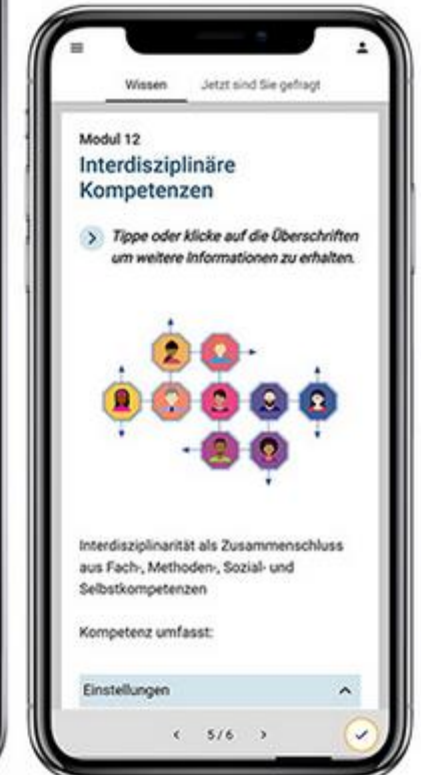 Wissen
Jetzt sind Sie gefragt
Modul 12
Interdisziplinäre
Kompetenzen
Tippe oder klicke auf die Überschriften
um weitere Informationen zu erhalten.
Interdisziplinarität als Zusammenschluss
aus Fach-, Methoden-, Sozial- und
Selbstkompetenzen
Kompetenz umfasst:
Einstellungen
5/6